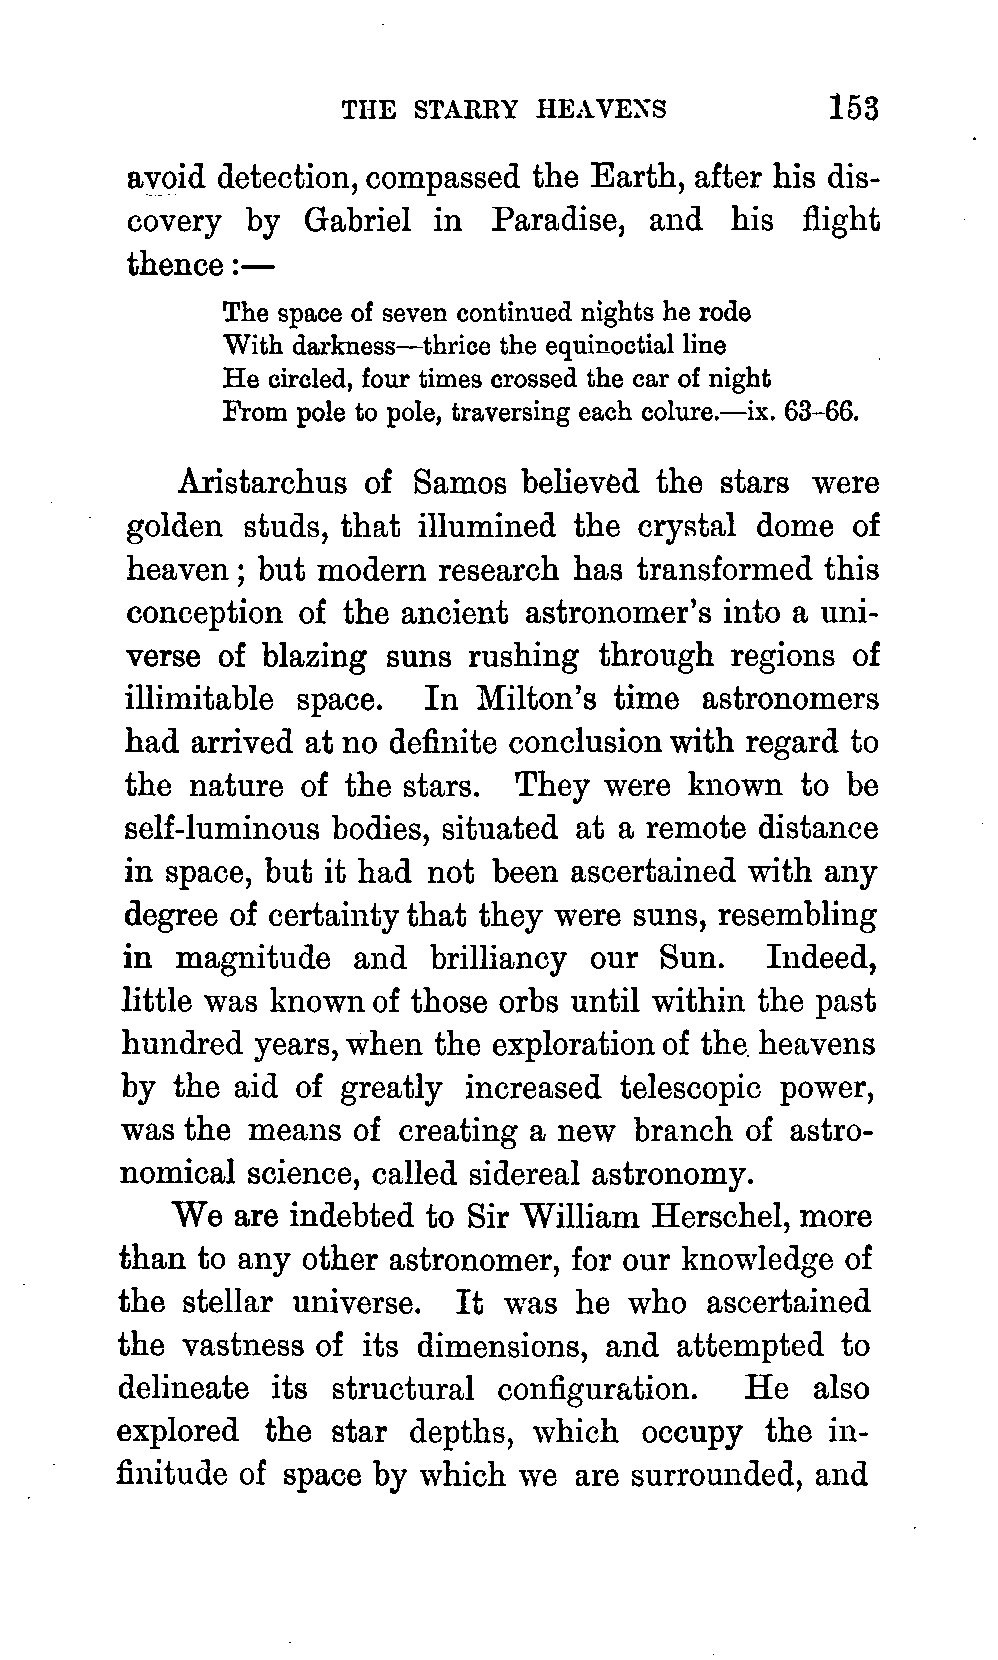 THE STARRY HEAVENS 153
avoid detection, compassed the Earth, after his dis-
covery by Gabriel in Paradise, and his flight
thence :—
The space of seven continued nights he rode
With darkness—thrice the equinoctial line
He circled, four times crossed the car of night
From pole to pole, traversing each colure.—ix. 63-66.
Aristarchus of Samos believed the stars were
golden studs, that illumined the crystal dome of
heaven ; but modern research has transformed this
conception of the ancient astronomer's into a uni-
verse of blazing suns rushing through regions of
illimitable space. In Milton's time astronomers
had arrived at no definite conclusion with regard to
the nature of the stars. They were known to be
self-luminous bodies, situated at a remote distance
in space, but it had not been ascertained with any
degree of certainty that they were suns, resembling
in magnitude and brilliancy our Sun. Indeed,
little was known of those orbs until within the past
hundred years, when the exploration of the heavens
by the aid of greatly increased telescopic power,
was the means of creating a new branch of astro-
nomical science, called sidereal astronomy.
We are indebted to Sir William Herschel, more
than to any other astronomer, for our knowledge of
the stellar universe. It was he who ascertained
the vastness of its dimensions, and attempted to
delineate its structural configuration. He also
explored the star depths, which occupy the in-
finitude of space by which we are surrounded, and